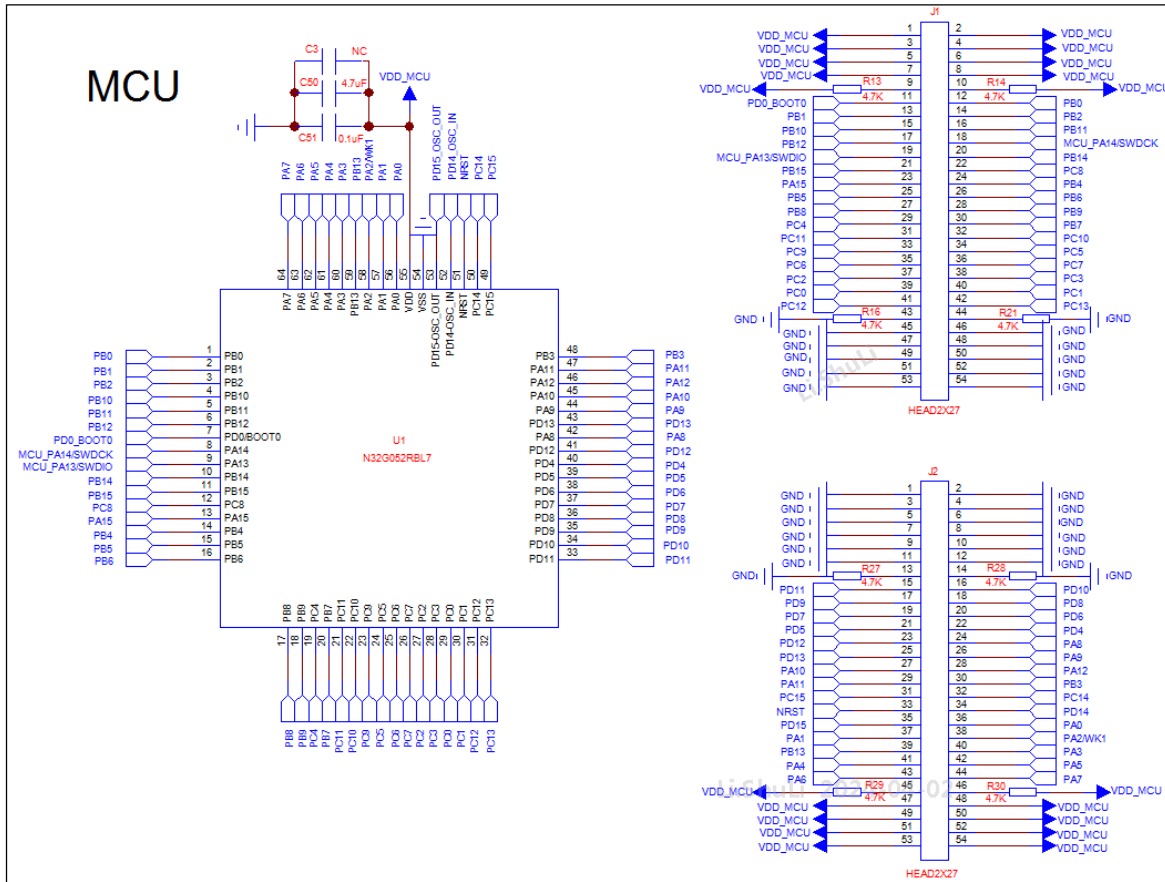 MCU
C3 NC
C50 4.7uF
C51 0.1uF
VDD_MCU
PA7
PA6
PA5
PA4
PA3
PB13
PA2/WK1
PA1
PA0
PD15_OSC_OUT
PD14_OSC_IN
NRST
PC14
PC15
64 63 62 61 60 59 58 57 56 55 54 53 52 51 50 49
PA7
PA6
PA5
PA4
PA3
PB13
PA2
PA1
PA0
VDD
VSS
PD15-OSC_OUT
PD14-OSC_IN
NRST
PC14
PC15
PB0 1 PB0
PB1 2 PB1
PB2 3 PB2
PB10 4 PB10
PB11 5 PB11
PB12 6 PB12
PD0_BOOT0 7 PD0/BOOT0
MCU_PA14/SWDCK 8 PA14
MCU_PA13/SWDIO 9 PA13
PB14 10 PB14
PB15 11 PB15
PC8 12 PC8
PA15 13 PA15
PB4 14 PB4
PB5 15 PB5
PB6 16 PB6
U1
N32G052RBL7
PB3 48 PB3
PA11 47 PA11
PA12 46 PA12
PA10 45 PA10
PA9 44 PA9
PD13 43 PD13
PA8 42 PA8
PD12 41 PD12
PD4 40 PD4
PD5 39 PD5
PD6 38 PD6
PD7 37 PD7
PD8 36 PD8
PD9 35 PD9
PD10 34 PD10
PD11 33 PD11
PB8
PB9
PC4
PB7
PC11
PC10
PC9
PC5
PC6
PC7
PC2
PC3
PC0
PC1
PC12
PC13
17 18 19 20 21 22 23 24 25 26 27 28 29 30 31 32
PB8
PB9
PC4
PB7
PC11
PC10
PC9
PC5
PC6
PC7
PC2
PC3
PC0
PC1
PC12
PC13
J1
VDD_MCU 1 2 VDD_MCU
VDD_MCU 3 4 VDD_MCU
VDD_MCU 5 6 VDD_MCU
VDD_MCU 7 8 VDD_MCU
VDD_MCU R13 4.7K 9 10 R14 4.7K VDD_MCU
PD0_BOOT0 11 12 PB0
PB1 13 14 PB2
PB10 15 16 PB11
PB12 17 18 MCU_PA14/SWDCK
MCU_PA13/SWDIO 19 20 PB14
PB15 21 22 PC8
PA15 23 24 PB4
PB5 25 26 PB6
PB8 27 28 PB9
PC4 29 30 PB7
PC11 31 32 PC10
PC9 33 34 PC5
PC6 35 36 PC7
PC2 37 38 PC3
PC0 39 40 PC1
PC12 41 42 PC13
GND R16 4.7K 43 44 R21 4.7K GND
GND 45 46 GND
GND 47 48 GND
GND 49 50 GND
GND 51 52 GND
GND 53 54 GND
HEAD2X27
LiShuLi
J2
GND 1 2 GND
GND 3 4 GND
GND 5 6 GND
GND 7 8 GND
GND 9 10 GND
GND 11 12 GND
GND R27 4.7K 13 14 R28 4.7K GND
PD11 15 16 PD10
PD9 17 18 PD8
PD7 19 20 PD6
PD5 21 22 PD4
PD12 23 24 PA8
PD13 25 26 PA9
PA10 27 28 PA12
PA11 29 30 PB3
PC15 31 32 PC14
NRST 33 34 PD14
PD15 35 36 PA0
PA1 37 38 PA2/WK1
PB13 39 40 PA3
PA4 41 42 PA5
PA6 43 44 PA7
VDD_MCU R29 4.7K 45 46 R30 4.7K VDD_MCU
VDD_MCU 47 48 VDD_MCU
VDD_MCU 49 50 VDD_MCU
VDD_MCU 51 52 VDD_MCU
VDD_MCU 53 54 VDD_MCU
HEAD2X27
LiShuLi